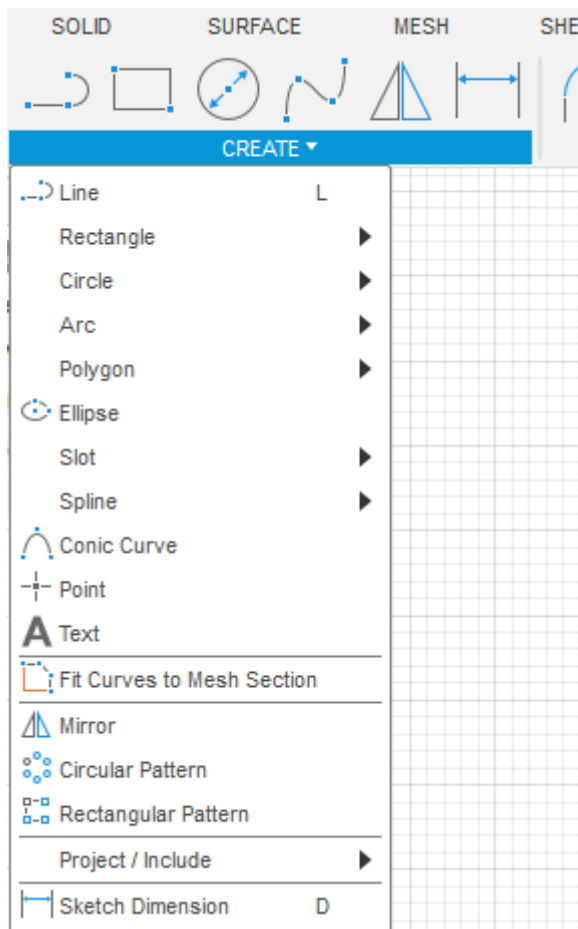 SOLID SURFACE MESH SHE
CREATE
Line L
Rectangle
Circle
Arc
Polygon
Ellipse
Slot
Spline
Conic Curve
Point
A Text
Fit Curves to Mesh Section
Mirror
Circular Pattern
Rectangular Pattern
Project / Include
Sketch Dimension D